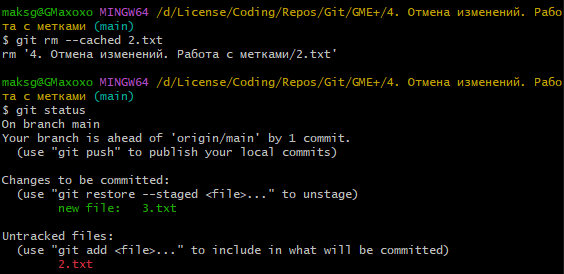 maksg@GMaxoxo MINGW64 /d/License/Coding/Repos/Git/GME+/4. Отмена изменений. Рабо
та с метками (main)
$ git rm --cached 2.txt
rm '4. Отмена изменений. Работа с метками/2.txt'
maksg@GMaxoxo MINGW64 /d/License/Coding/Repos/Git/GME+/4. Отмена изменений. Рабо
та с метками (main)
$ git status
On branch main
Your branch is ahead of 'origin/main' by 1 commit.
  (use "git push" to publish your local commits)
Changes to be committed:
  (use "git restore --staged <file>..." to unstage)
        new file:   3.txt
Untracked files:
  (use "git add <file>..." to include in what will be committed)
        2.txt